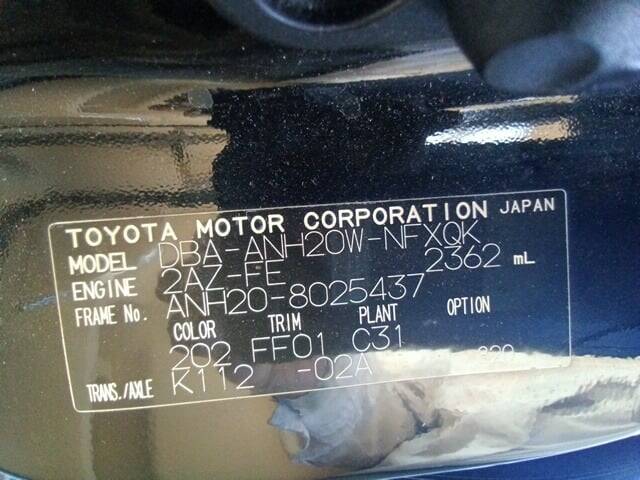 TOYOTA MOTOR CORPORATION JAPAN
MODEL DBA-ANH20W-NFXQK
ENGINE 2AZ-FE 2362 mL
FRAME No. ANH20-8025437
COLOR TRIM PLANT OPTION
202 FF01 C31
TRANS./AXLE K112 -02A